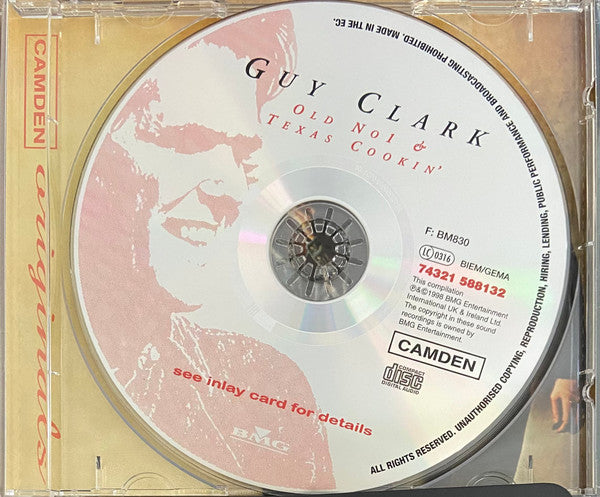 CAMDEN
originals
GUY CLARK
OLD NO1 &
TEXAS COOKIN'
F: BM830
LC 0316 BIEM/GEMA
74321 588132
This compilation
℗&©1998 BMG Entertainment
International UK & Ireland Ltd.
The copyright in these sound
recordings is owned by
BMG Entertainment.
CAMDEN
COMPACT
disc
DIGITAL AUDIO
see inlay card for details
BMG
ALL RIGHTS RESERVED. UNAUTHORISED COPYING, REPRODUCTION, HIRING, LENDING, PUBLIC PERFORMANCE AND BROADCASTING PROHIBITED. MADE IN THE EC.